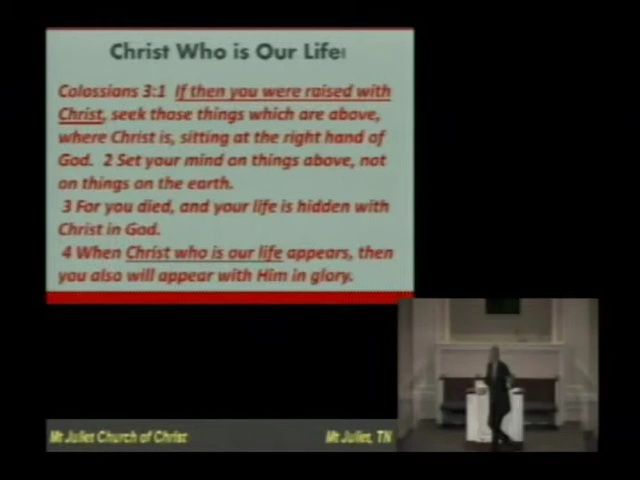 Christ Who is Our Life!
Colossians 3:1 If then you were raised with
Christ, seek those things which are above,
where Christ is, sitting at the right hand of
God. 2 Set your mind on things above, not
on things on the earth.
3 For you died, and your life is hidden with
Christ in God.
4 When Christ who is our life appears, then
you also will appear with Him in glory.
Mt Juliet Church of Christ
Mt Juliet, TN